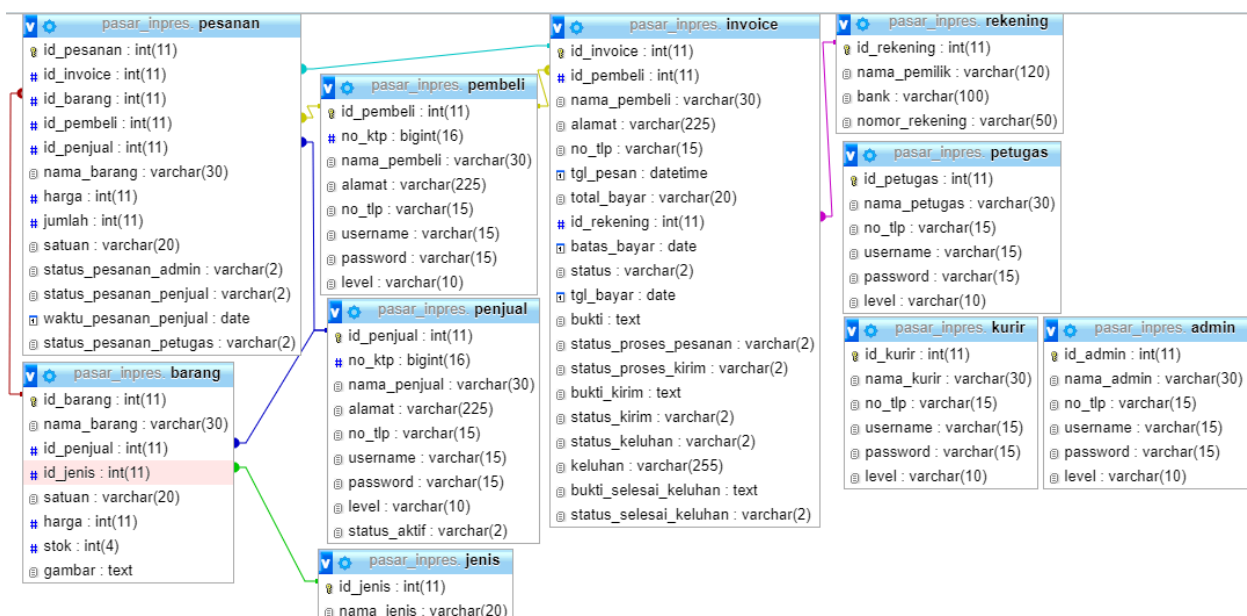 pasar_inpres. pesanan
id_pesanan : int(11)
id_invoice : int(11)
id_barang : int(11)
id_pembeli : int(11)
id_penjual : int(11)
nama_barang : varchar(30)
harga : int(11)
jumlah : int(11)
satuan : varchar(20)
status_pesanan_admin : varchar(2)
status_pesanan_penjual : varchar(2)
waktu_pesanan_penjual : date
status_pesanan_petugas : varchar(2)
pasar_inpres. barang
id_barang : int(11)
nama_barang : varchar(30)
id_penjual : int(11)
id_jenis : int(11)
satuan : varchar(20)
harga : int(11)
stok : int(4)
gambar : text
pasar_inpres. pembeli
id_pembeli : int(11)
no_ktp : bigint(16)
nama_pembeli : varchar(30)
alamat : varchar(225)
no_tlp : varchar(15)
username : varchar(15)
password : varchar(15)
level : varchar(10)
pasar_inpres. penjual
id_penjual : int(11)
no_ktp : bigint(16)
nama_penjual : varchar(30)
alamat : varchar(225)
no_tlp : varchar(15)
username : varchar(15)
password : varchar(15)
level : varchar(10)
status_aktif : varchar(2)
pasar_inpres. jenis
id_jenis : int(11)
nama_jenis : varchar(20)
pasar_inpres. invoice
id_invoice : int(11)
id_pembeli : int(11)
nama_pembeli : varchar(30)
alamat : varchar(225)
no_tlp : varchar(15)
tgl_pesan : datetime
total_bayar : varchar(20)
id_rekening : int(11)
batas_bayar : date
status : varchar(2)
tgl_bayar : date
bukti : text
status_proses_pesanan : varchar(2)
status_proses_kirim : varchar(2)
bukti_kirim : text
status_kirim : varchar(2)
status_keluhan : varchar(2)
keluhan : varchar(255)
bukti_selesai_keluhan : text
status_selesai_keluhan : varchar(2)
pasar_inpres. rekening
id_rekening : int(11)
nama_pemilik : varchar(120)
bank : varchar(100)
nomor_rekening : varchar(50)
pasar_inpres. petugas
id_petugas : int(11)
nama_petugas : varchar(30)
no_tlp : varchar(15)
username : varchar(15)
password : varchar(15)
level : varchar(10)
pasar_inpres. kurir
id_kurir : int(11)
nama_kurir : varchar(30)
no_tlp : varchar(15)
username : varchar(15)
password : varchar(15)
level : varchar(10)
pasar_inpres. admin
id_admin : int(11)
nama_admin : varchar(30)
no_tlp : varchar(15)
username : varchar(15)
password : varchar(15)
level : varchar(10)